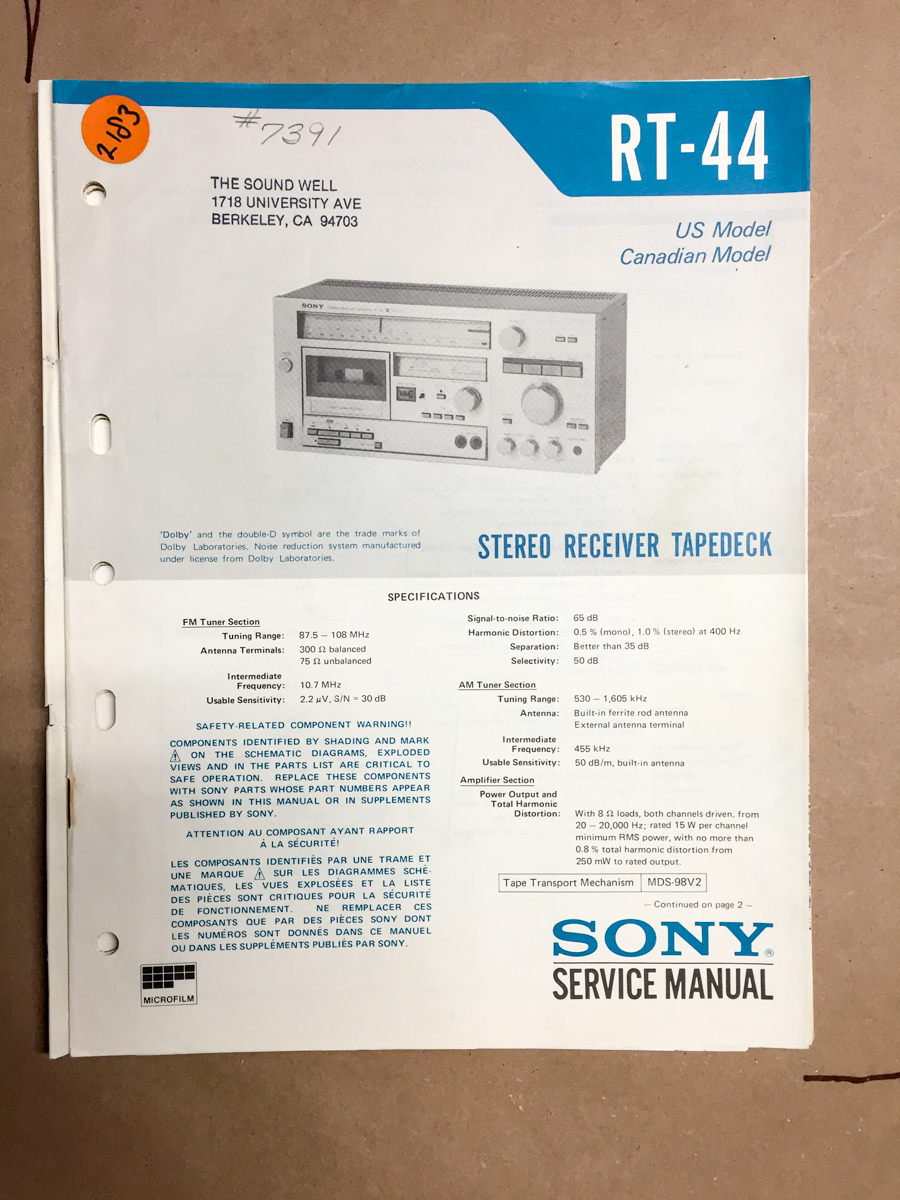 2183
#7391
RT-44
THE SOUND WELL
1718 UNIVERSITY AVE
BERKELEY, CA 94703
US Model
Canadian Model
SONY
'Dolby' and the double-D symbol are the trade marks of
Dolby Laboratories. Noise reduction system manufactured
under license from Dolby Laboratories.
STEREO RECEIVER TAPEDECK
SPECIFICATIONS
FM Tuner Section
Tuning Range: 87.5 – 108 MHz
Antenna Terminals: 300 Ω balanced
75 Ω unbalanced
Intermediate
Frequency: 10.7 MHz
Usable Sensitivity: 2.2 µV, S/N = 30 dB
SAFETY-RELATED COMPONENT WARNING!!
COMPONENTS IDENTIFIED BY SHADING AND MARK
⚠ ON THE SCHEMATIC DIAGRAMS, EXPLODED
VIEWS AND IN THE PARTS LIST ARE CRITICAL TO
SAFE OPERATION. REPLACE THESE COMPONENTS
WITH SONY PARTS WHOSE PART NUMBERS APPEAR
AS SHOWN IN THIS MANUAL OR IN SUPPLEMENTS
PUBLISHED BY SONY.
ATTENTION AU COMPOSANT AYANT RAPPORT
À LA SÉCURITÉ!
LES COMPOSANTS IDENTIFIÉS PAR UNE TRAME ET
UNE MARQUE ⚠ SUR LES DIAGRAMMES SCHÉ-
MATIQUES, LES VUES EXPLOSÉES ET LA LISTE
DES PIÈCES SONT CRITIQUES POUR LA SÉCURITÉ
DE FONCTIONNEMENT. NE REMPLACER CES
COMPOSANTS QUE PAR DES PIÈCES SONY DONT
LES NUMÉROS SONT DONNÉS DANS CE MANUEL
OU DANS LES SUPPLÉMENTS PUBLIÉS PAR SONY.
MICROFILM
Signal-to-noise Ratio: 65 dB
Harmonic Distortion: 0.5 % (mono), 1.0 % (stereo) at 400 Hz
Separation: Better than 35 dB
Selectivity: 50 dB
AM Tuner Section
Tuning Range: 530 – 1,605 kHz
Antenna: Built-in ferrite rod antenna
External antenna terminal
Intermediate
Frequency: 455 kHz
Usable Sensitivity: 50 dB/m, built-in antenna
Amplifier Section
Power Output and
Total Harmonic
Distortion: With 8 Ω loads, both channels driven, from
20 – 20,000 Hz; rated 15 W per channel
minimum RMS power, with no more than
0.8 % total harmonic distortion from
250 mW to rated output.
Tape Transport Mechanism MDS-98V2
– Continued on page 2 –
SONY®
SERVICE MANUAL